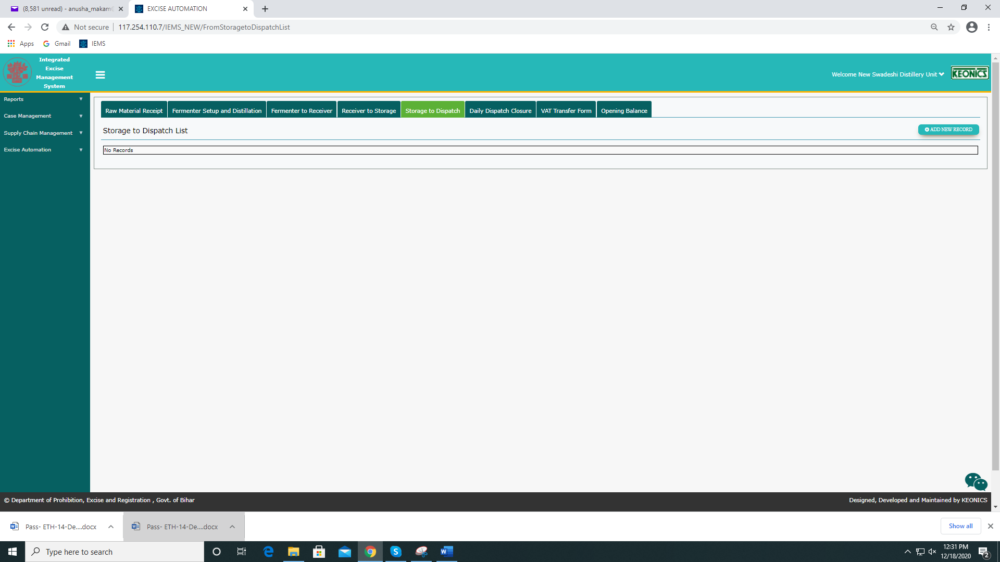 (8,581 unread) - anusha_makam
EXCISE AUTOMATION
Not secure
117.254.110.7/IEMS_NEW/FromStoragetoDispatchList
Apps
Gmail
IEMS
Integrated
Excise
Management
System
Welcome New Swadeshi Distillery Unit
KEONICS
Reports
Case Management
Supply Chain Management
Excise Automation
Raw Material Receipt
Fermenter Setup and Distillation
Fermenter to Receiver
Receiver to Storage
Storage to Dispatch
Daily Dispatch Closure
VAT Transfer Form
Opening Balance
Storage to Dispatch List
ADD NEW RECORD
No Records
© Department of Prohibition, Excise and Registration , Govt. of Bihar
Designed, Developed and Maintained by KEONICS
Pass- ETH-14-De....docx
Pass- ETH-14-De....docx
Show all
Type here to search
12:31 PM
12/18/2020
2